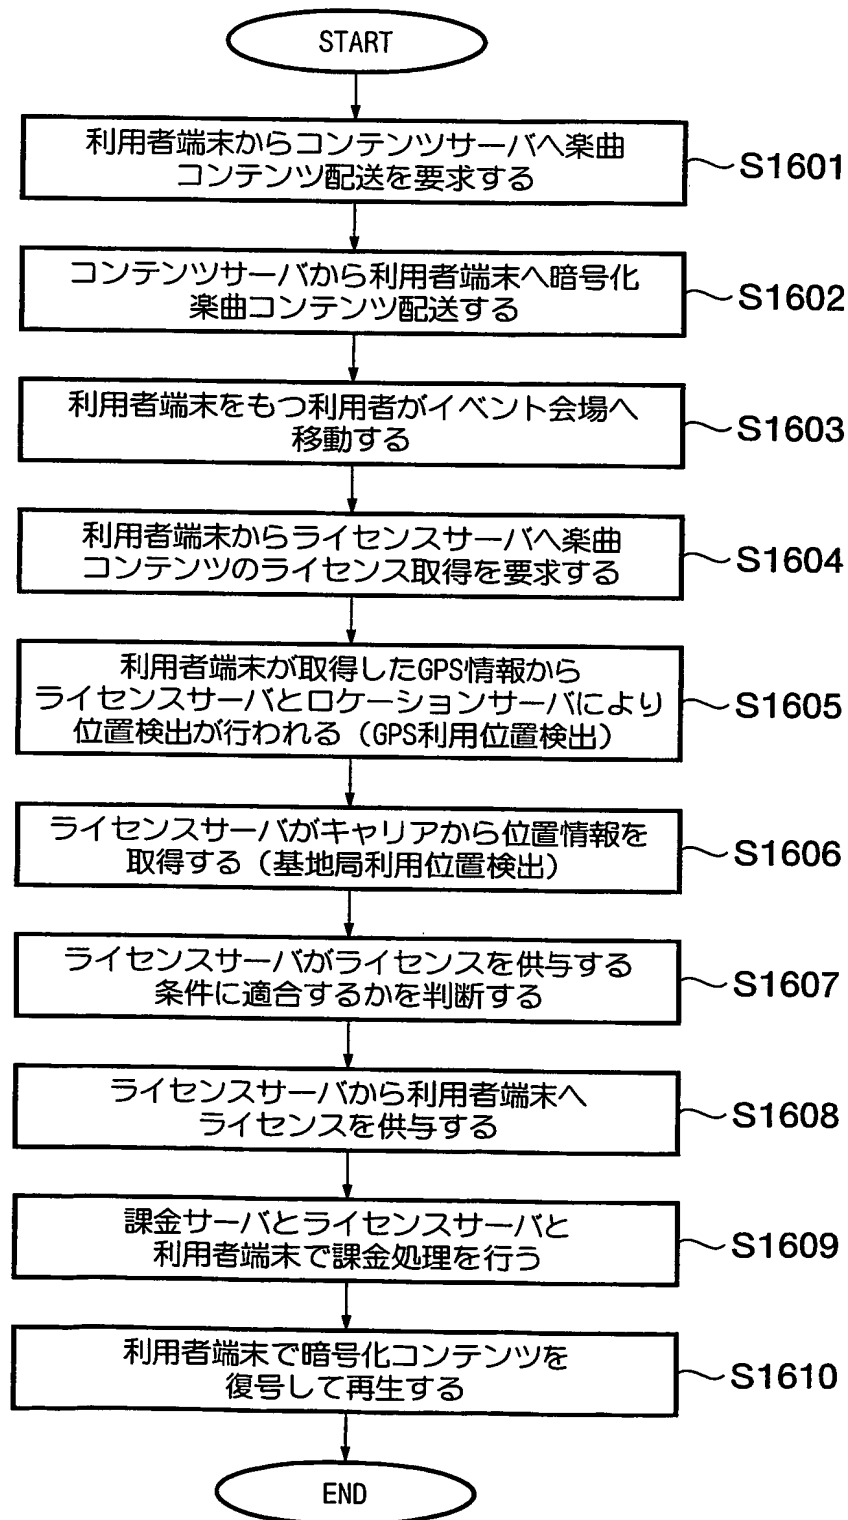 START
利用者端末からコンテンツサーバへ楽曲
コンテンツ配送を要求する
S1601
コンテンツサーバから利用者端末へ暗号化
楽曲コンテンツ配送する
S1602
利用者端末をもつ利用者がイベント会場へ
移動する
S1603
利用者端末からライセンスサーバへ楽曲
コンテンツのライセンス取得を要求する
S1604
利用者端末が取得したGPS情報から
ライセンスサーバとロケーションサーバにより
位置検出が行われる（GPS利用位置検出）
S1605
ライセンスサーバがキャリアから位置情報を
取得する（基地局利用位置検出）
S1606
ライセンスサーバがライセンスを供与する
条件に適合するかを判断する
S1607
ライセンスサーバから利用者端末へ
ライセンスを供与する
S1608
課金サーバとライセンスサーバと
利用者端末で課金処理を行う
S1609
利用者端末で暗号化コンテンツを
復号して再生する
S1610
END